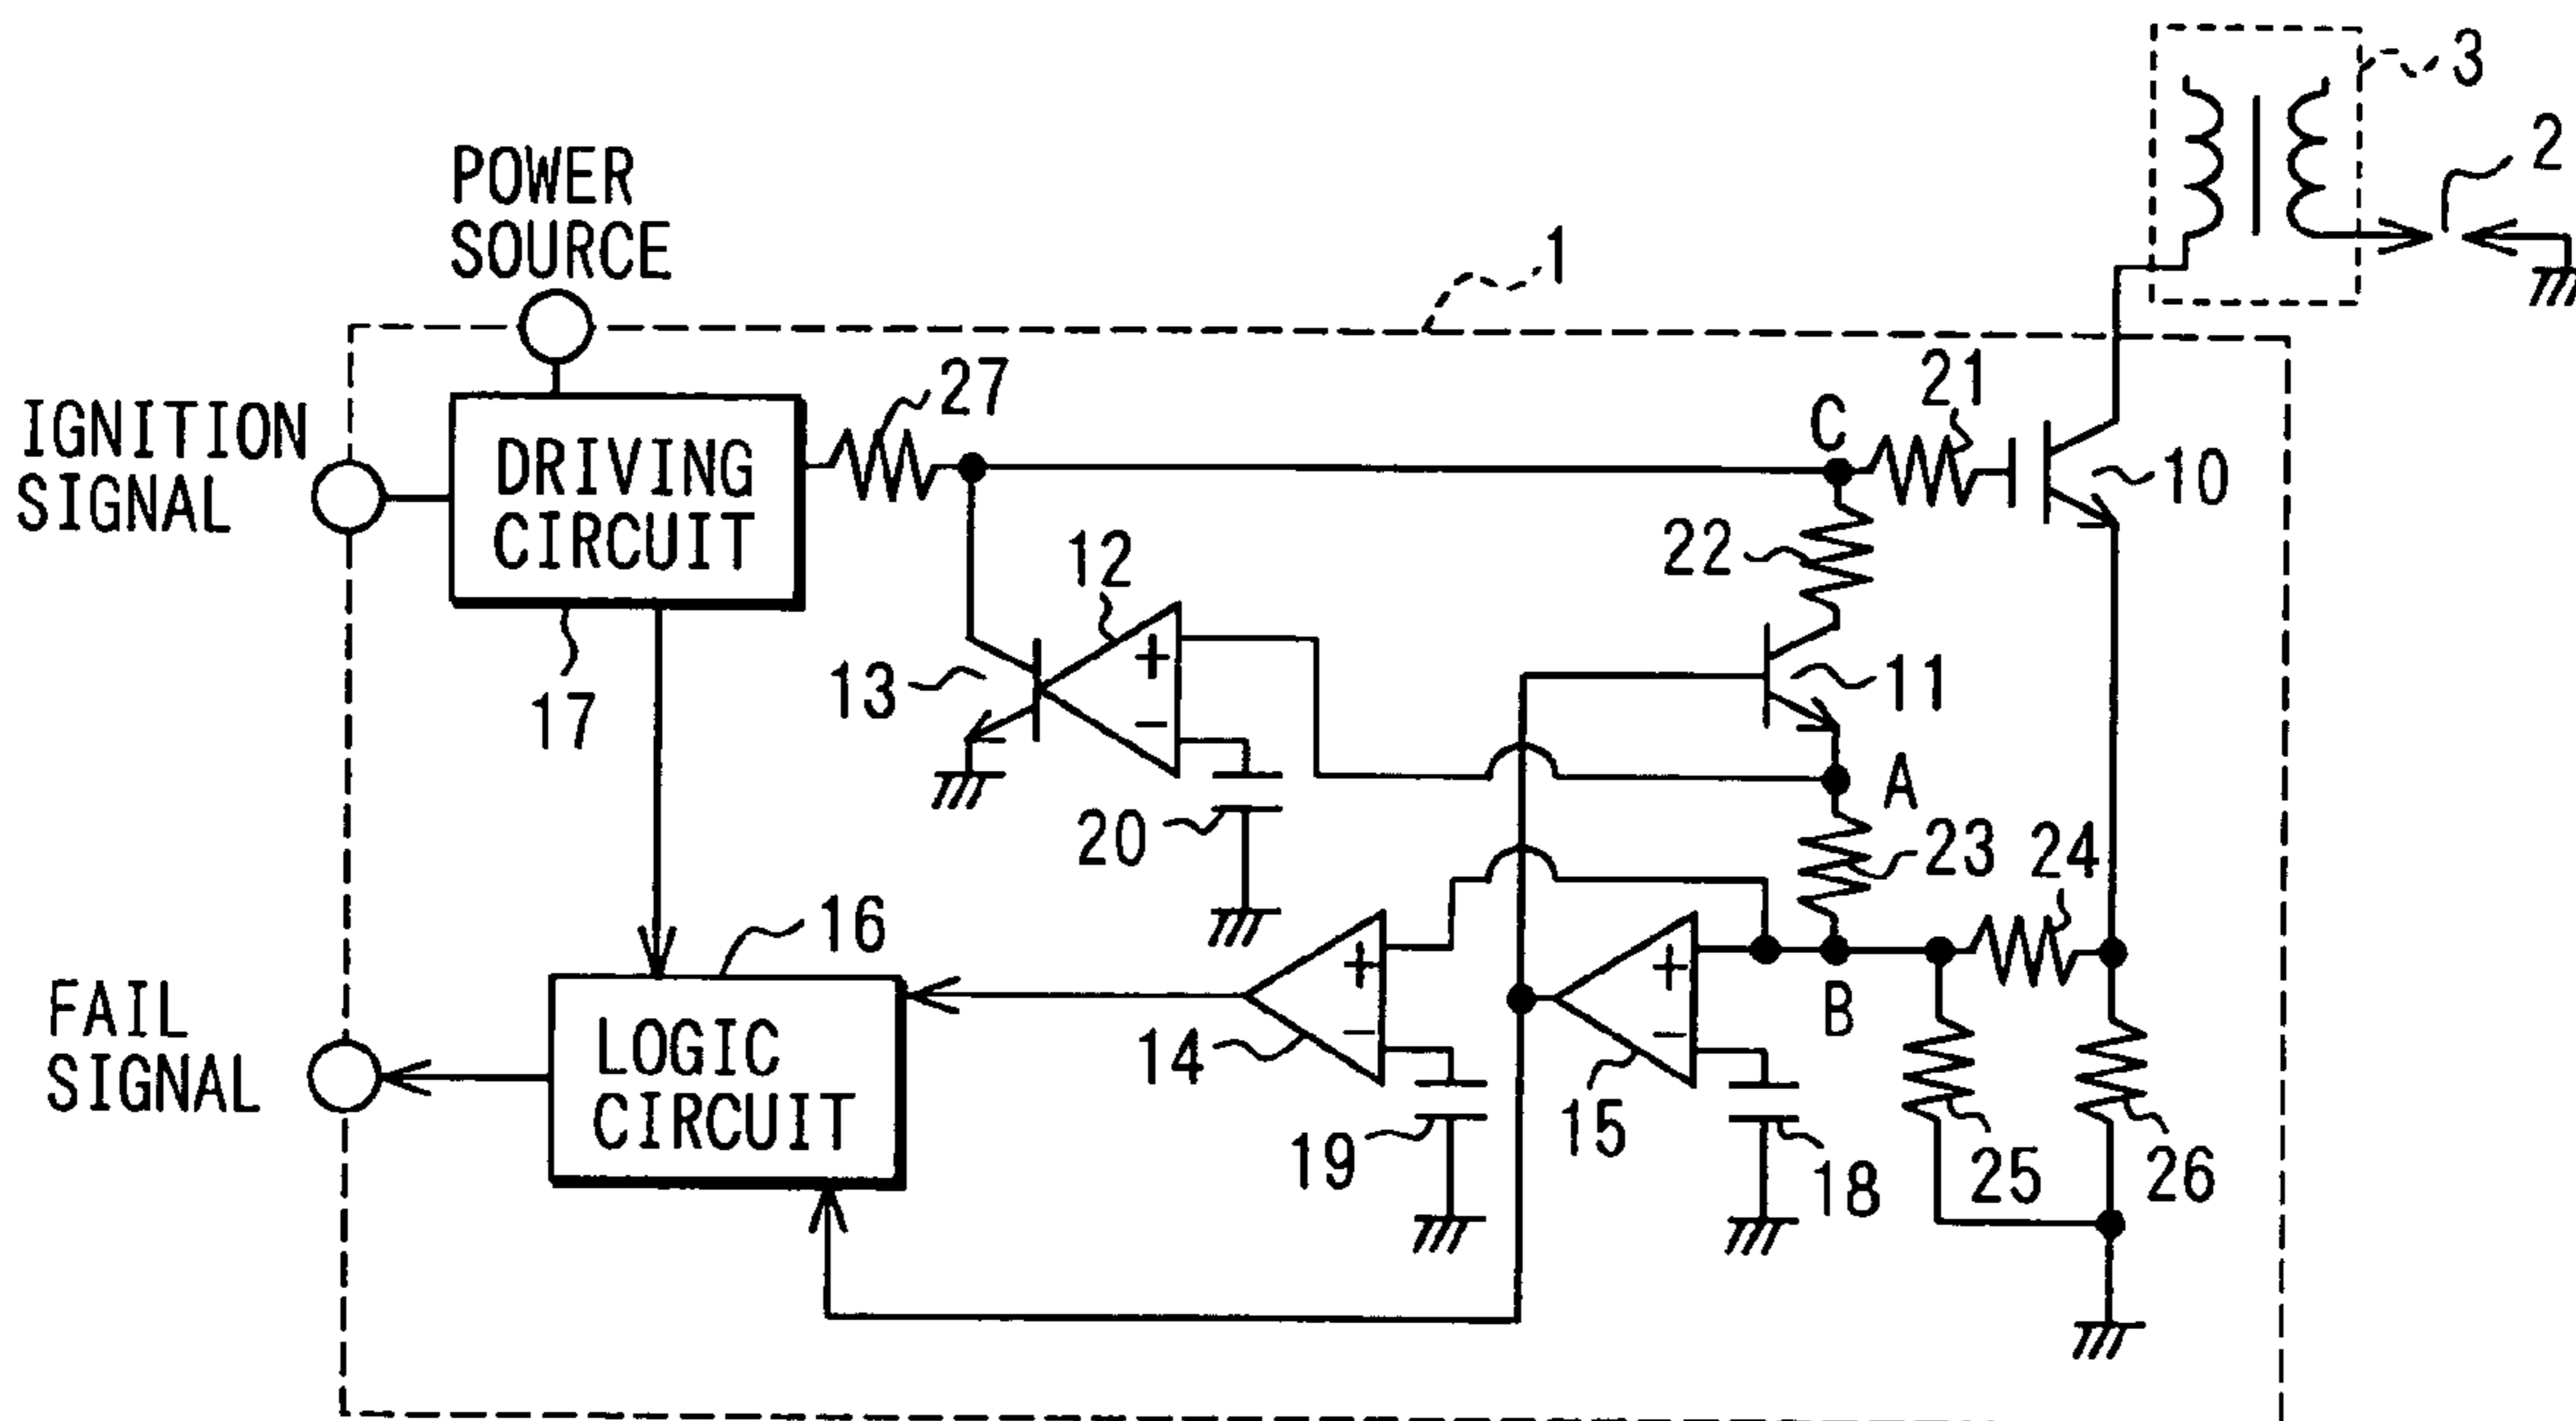 3
2
POWER
SOURCE
1
IGNITION
SIGNAL
DRIVING
CIRCUIT
27
C
21
10
22
12
+
−
13
11
17
A
20
23
24
16
FAIL
SIGNAL
LOGIC
CIRCUIT
14
+
−
+
−
B
19
15
18
25
26